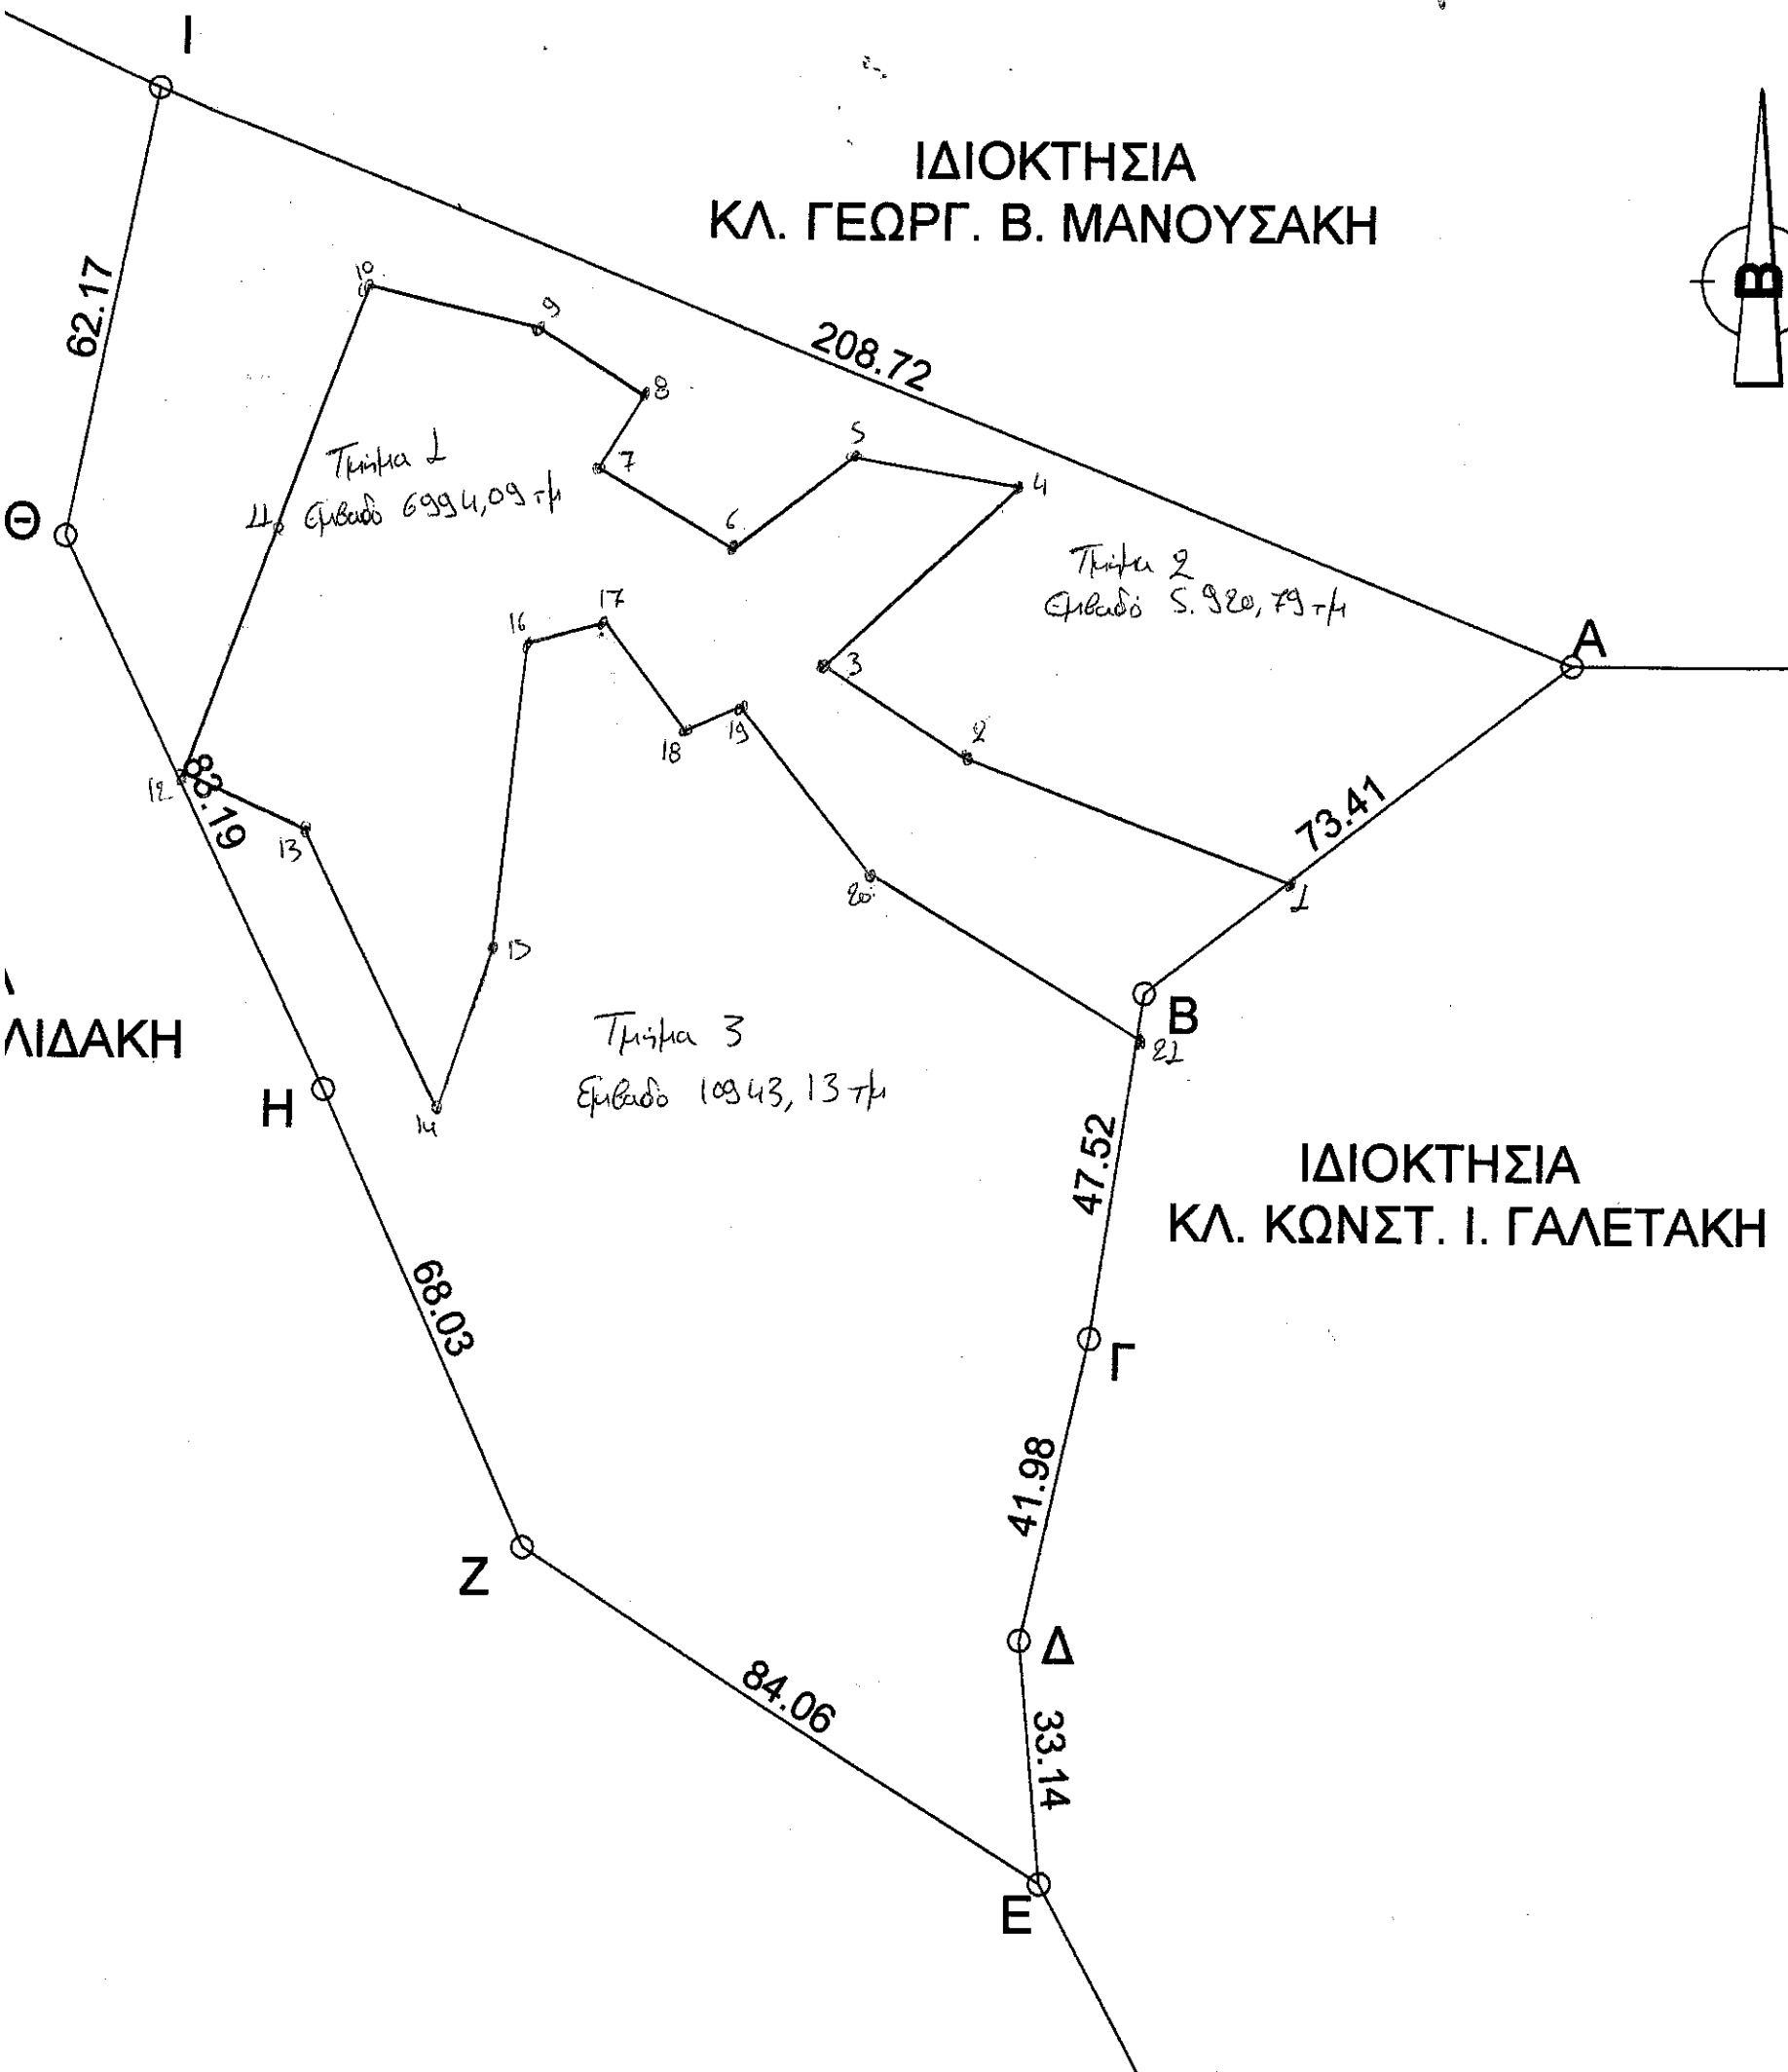 Ι
ΙΔΙΟΚΤΗΣΙΑ
ΚΛ. ΓΕΩΡΓ. Β. ΜΑΝΟΥΣΑΚΗ
Β
62.17
208.72
10
9
8
7
6
5
4
Τμήμα 1
Εμβαδό 6994,09 τμ
11
Θ
Τμήμα 2
Εμβαδό 5.920,79 τμ
Α
17
16
3
2
19
18
73.41
12
83.19
13
20
1
15
Β
21
ΛΙΔΑΚΗ
Τμήμα 3
Εμβαδό 10943,13 τμ
Η
14
47.52
ΙΔΙΟΚΤΗΣΙΑ
ΚΛ. ΚΩΝΣΤ. Ι. ΓΑΛΕΤΑΚΗ
68.03
Γ
41.98
Ζ
Δ
84.06
33.14
Ε